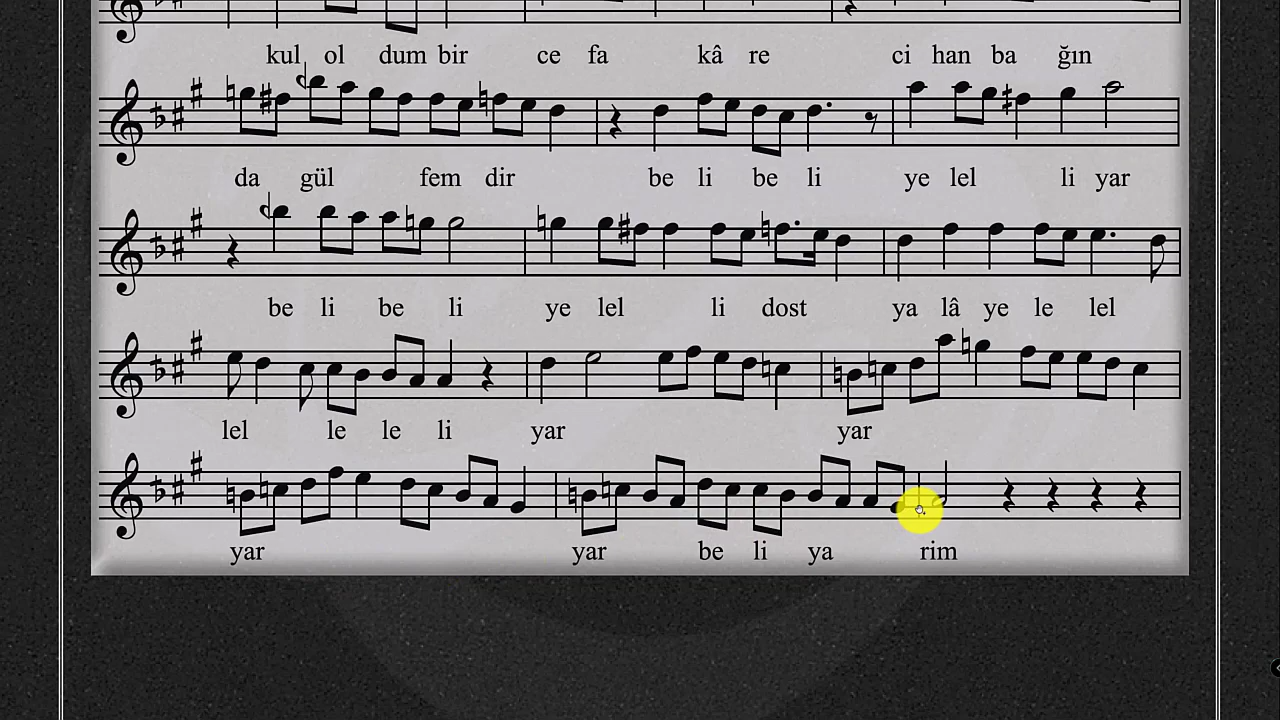 kul ol dum bir ce fa kâ re ci han ba ğın
da gül fem dir be li be li ye lel li yar
be li be li ye lel li dost ya lâ ye le lel
lel le le li yar yar
yar yar be li ya rim